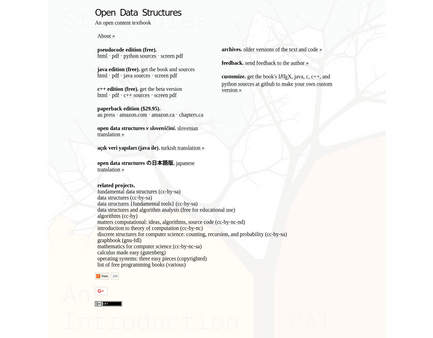 Open Data Structures
An open content textbook
About »
pseudocode edition (free).
html · pdf · python sources · screen pdf
java edition (free). get the book and sources
html · pdf · java sources · screen pdf
c++ edition (free). get the beta version
html · pdf · c++ sources · screen pdf
paperback edition ($29.95).
au press · amazon.com · amazon.ca · chapters.ca
open data structures v slovenščini. slovenian
translation »
açık veri yapıları (java de). turkish translation »
open data structures の日本語版. japanese
translation »
archives. older versions of the text and code »
feedback. send feedback to the author »
customize. get the book's LATEX, java, c, c++, and
python sources at github to make your own custom
version »
related projects.
fundamental data structures (cc-by-sa)
data structures (cc-by-sa)
data structures {fundamental tools} (cc-by-sa)
data structures and algorithm analysis (free for educational use)
algorithms (cc-by)
matters computational: ideas, algorithms, source code (cc-by-nc-nd)
introduction to theory of computation (cc-by-nc)
discrete structures for computer science: counting, recursion, and probability (cc-by-sa)
graphbook (gnu-fdl)
mathematics for computer science (cc-by-nc-sa)
calculus made easy (gutenberg)
operating systems: three easy pieces (copyrighted)
list of free programming books (various)
An
Introduction